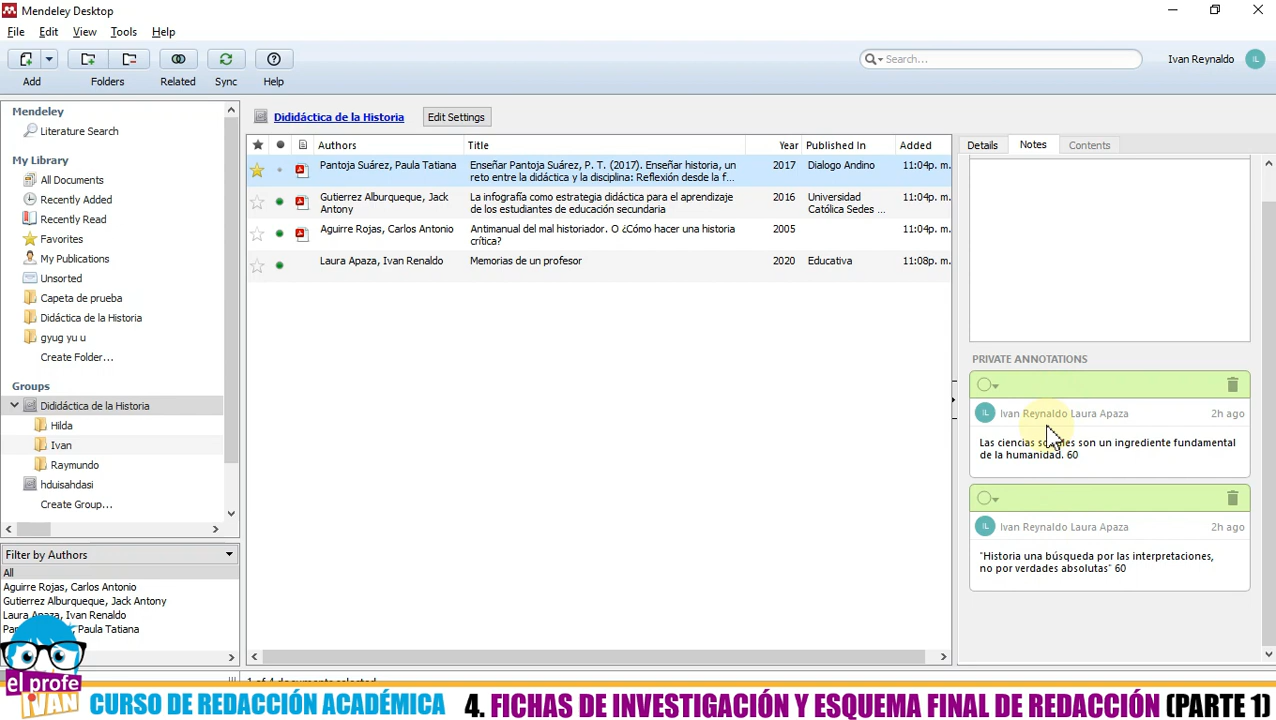 Mendeley Desktop
File Edit View Tools Help
Search...
Ivan Reynaldo IL
Add Folders Related Sync Help
Mendeley
Literature Search
My Library
All Documents
Recently Added
Recently Read
Favorites
My Publications
Unsorted
Capeta de prueba
Didáctica de la Historia
gyug yu u
Create Folder...
Groups
Dididáctica de la Historia
Hilda
Ivan
Raymundo
hduisahdasi
Create Group...
Filter by Authors
All
Aguirre Rojas, Carlos Antonio
Gutierrez Alburqueque, Jack Antony
Laura Apaza, Ivan Renaldo
Paula Tatiana
Dididáctica de la Historia Edit Settings
Authors Title Year Published In Added
Pantoja Suárez, Paula Tatiana Enseñar Pantoja Suárez, P. T. (2017). Enseñar historia, un 2017 Dialogo Andino 11:04p. m.
reto entre la didáctica y la disciplina: Reflexión desde la f...
Gutierrez Alburqueque, Jack La infografía como estrategia didáctica para el aprendizaje 2016 Universidad 11:04p. m.
Antony de los estudiantes de educación secundaria Católica Sedes ...
Aguirre Rojas, Carlos Antonio Antimanual del mal historiador. O ¿Cómo hacer una historia 2005 11:04p. m.
crítica?
Laura Apaza, Ivan Renaldo Memorias de un profesor 2020 Educativa 11:08p. m.
Details Notes Contents
PRIVATE ANNOTATIONS
IL Ivan Reynaldo Laura Apaza 2h ago
Las ciencias sociales son un ingrediente fundamental
de la humanidad. 60
IL Ivan Reynaldo Laura Apaza 2h ago
"Historia una búsqueda por las interpretaciones,
no por verdades absolutas" 60
1 of 4 documents selected
el profe
iVAN
CURSO DE REDACCIÓN ACADÉMICA 4. FICHAS DE INVESTIGACIÓN Y ESQUEMA FINAL DE REDACCIÓN (PARTE 1)